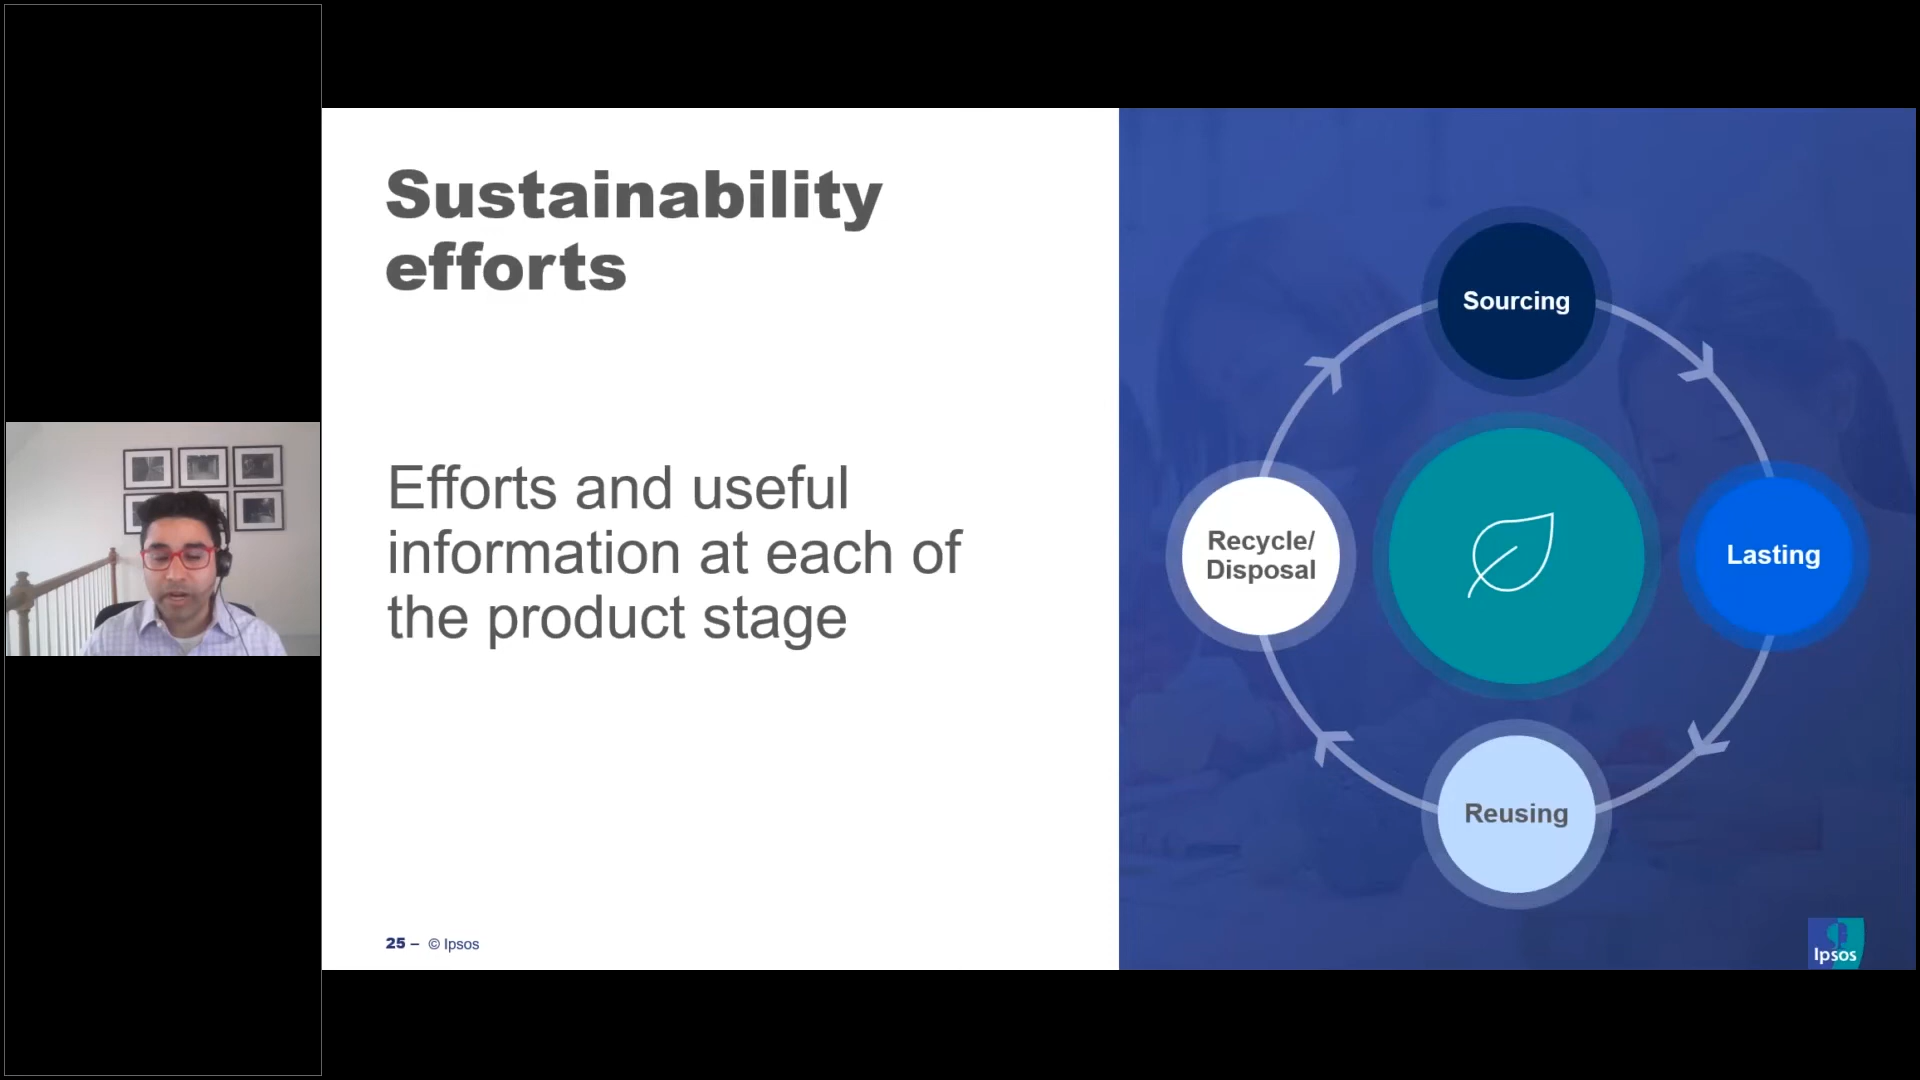 Sustainability
efforts
Efforts and useful
information at each of
the product stage
25 – © Ipsos
Sourcing
Lasting
Reusing
Recycle/
Disposal
Ipsos